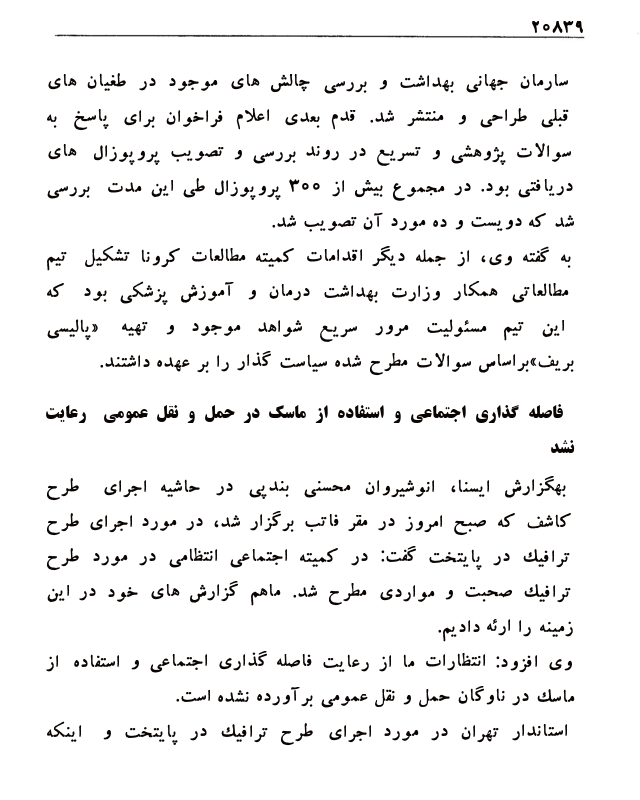 ۲۰۸۳۹
سازمان جهانی بهداشت و بررسی چالش های موجود در طغیان های
قبلی طراحی و منتشر شد. قدم بعدی اعلام فراخوان برای پاسخ به
سوالات پژوهشی و تسریع در روند بررسی و تصویب پروپوزال های
دریافتی بود. در مجموع بیش از ۳۰۰ پروپوزال طی این مدت بررسی
شد که دویست و ده مورد آن تصویب شد.
به گفته وی، از جمله دیگر اقدامات کمیته مطالعات کرونا تشکیل تیم
مطالعاتی همکار وزارت بهداشت درمان و آموزش پزشکی بود که
این تیم مسئولیت مرور سریع شواهد موجود و تهیه «پالیسی
بریف»براساس سوالات مطرح شده سیاست گذار را بر عهده داشتند.
فاصله گذاری اجتماعی و استفاده از ماسک در حمل و نقل عمومی رعایت
نشد
بهگزارش ایسنا، انوشیروان محسنی بندپی در حاشیه اجرای طرح
کاشف که صبح امروز در مقر فاتب برگزار شد، در مورد اجرای طرح
ترافیک در پایتخت گفت: در کمیته اجتماعی انتظامی در مورد طرح
ترافیک صحبت و مواردی مطرح شد. ماهم گزارش های خود در این
زمینه را ارئه دادیم.
وی افزود: انتظارات ما از رعایت فاصله گذاری اجتماعی و استفاده از
ماسک در ناوگان حمل و نقل عمومی برآورده نشده است.
استاندار تهران در مورد اجرای طرح ترافیک در پایتخت و اینکه